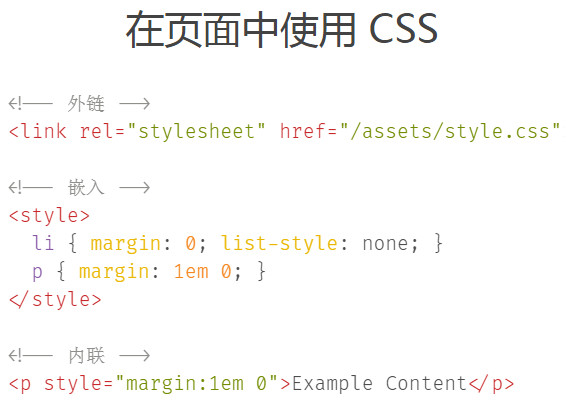 在页面中使用 CSS
<!-- 外链 -->
<link rel="stylesheet" href="/assets/style.css"
<!-- 嵌入 -->
<style>
li { margin: 0; list-style: none; }
p { margin: 1em 0; }
</style>
<!-- 内联 -->
<p style="margin:1em 0">Example Content</p>